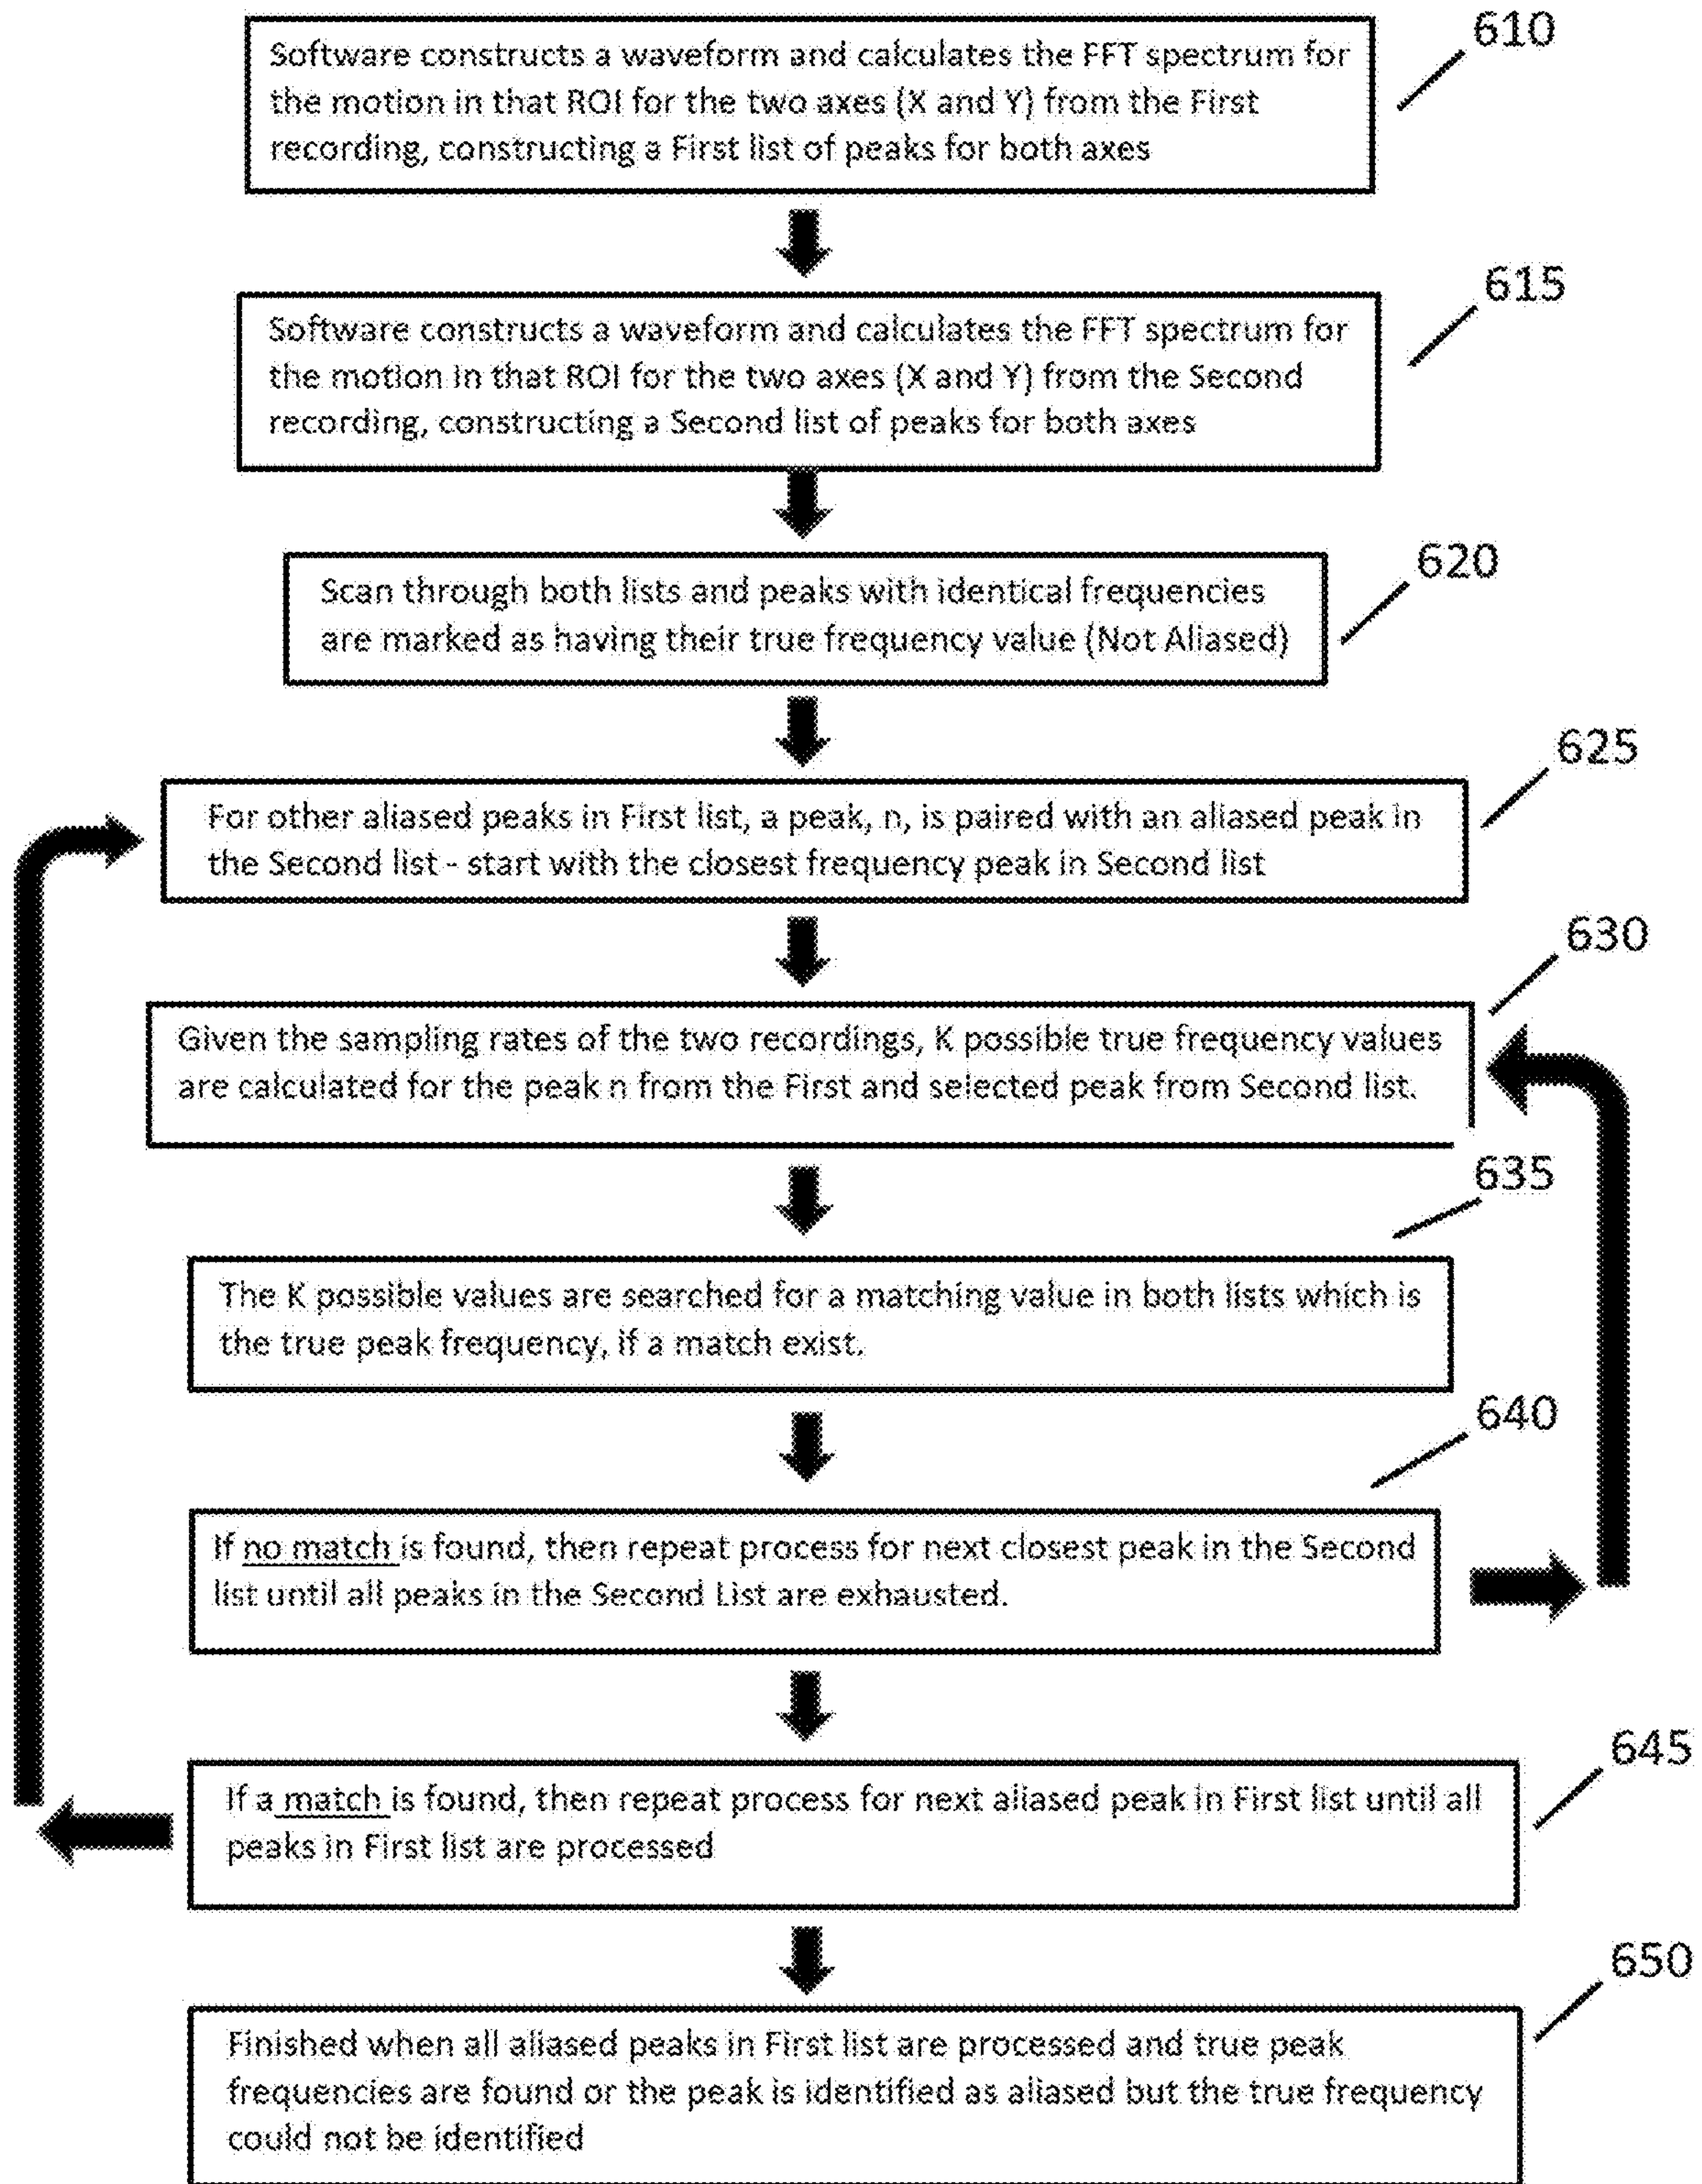 610
Software constructs a waveform and calculates the FFT spectrum for
the motion in that ROI for the two axes (X and Y) from the First
recording, constructing a First list of peaks for both axes
615
Software constructs a waveform and calculates the FFT spectrum for
the motion in that ROI for the two axes (X and Y) from the Second
recording, constructing a Second list of peaks for both axes
620
Scan through both lists and peaks with identical frequencies
are marked as having their true frequency value (Not Aliased)
625
For other aliased peaks in First list, a peak, n, is paired with an aliased peak in
the Second list - start with the closest frequency peak in Second list
630
Given the sampling rates of the two recordings, K possible true frequency values
are calculated for the peak n from the First and selected peak from Second list.
635
The K possible values are searched for a matching value in both lists which is
the true peak frequency, if a match exist.
640
If no match is found, then repeat process for next closest peak in the Second
list until all peaks in the Second List are exhausted.
645
If a match is found, then repeat process for next aliased peak in First list until all
peaks in First list are processed
650
Finished when all aliased peaks in First list are processed and true peak
frequencies are found or the peak is identified as aliased but the true frequency
could not be identified